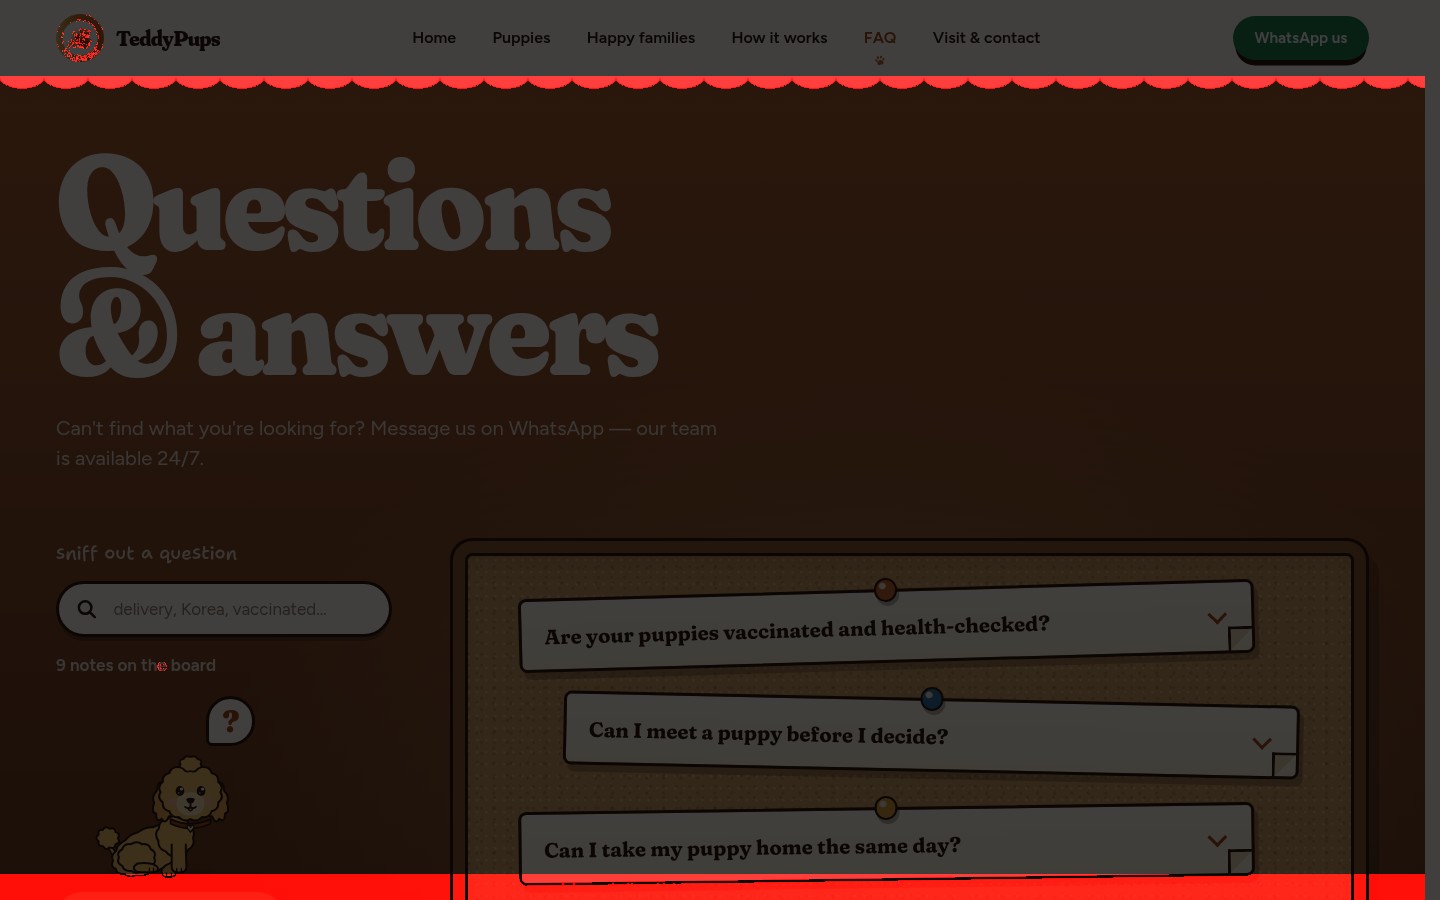 TeddyPups
Home
Puppies
Happy families
How it works
FAQ
Visit & contact
WhatsApp us
Questions
& answers
Can't find what you're looking for? Message us on WhatsApp — our team
is available 24/7.
sniff out a question
delivery, Korea, vaccinated...
9 notes on the board
?
Are your puppies vaccinated and health-checked?
Can I meet a puppy before I decide?
Can I take my puppy home the same day?